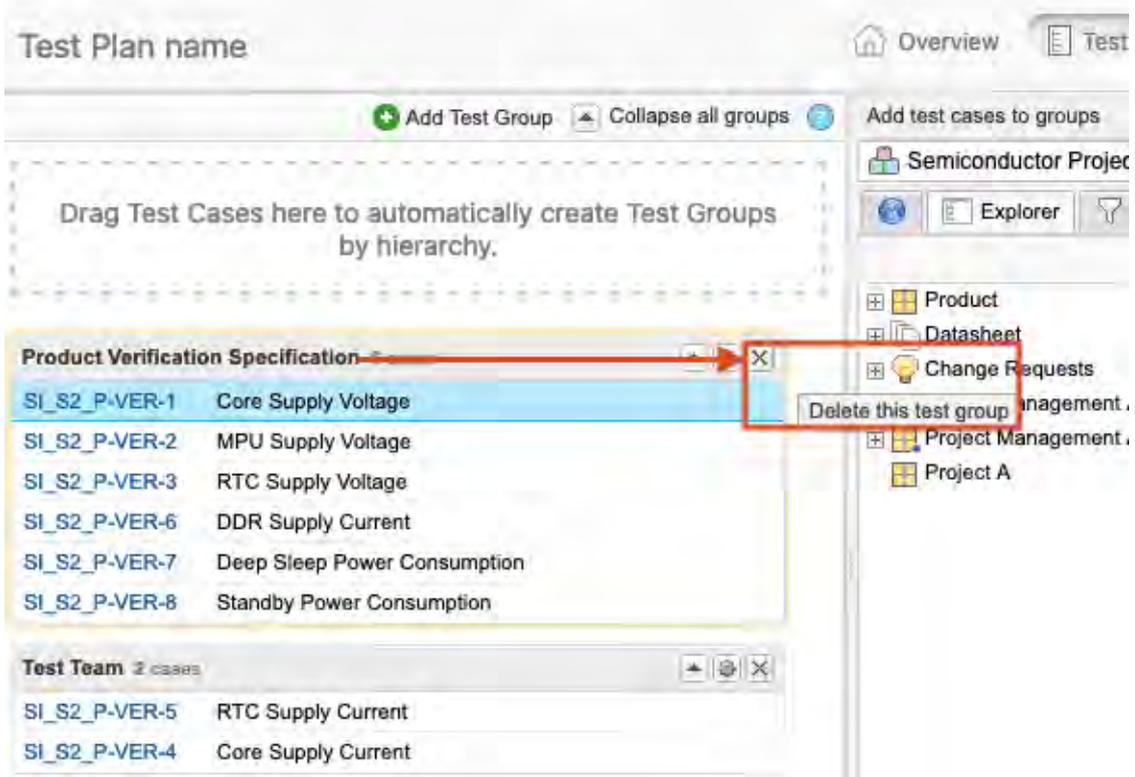 Test Plan name
Overview
Test
Add Test Group
Collapse all groups
Add test cases to groups
Semiconductor Projec
Drag Test Cases here to automatically create Test Groups
by hierarchy.
Explorer
Product
Datasheet
Change Requests
anagement
Project Management
Project A
Product Verification Specification
Delete this test group
SI_S2_P-VER-1 Core Supply Voltage
SI_S2_P-VER-2 MPU Supply Voltage
SI_S2_P-VER-3 RTC Supply Voltage
SI_S2_P-VER-6 DDR Supply Current
SI_S2_P-VER-7 Deep Sleep Power Consumption
SI_S2_P-VER-8 Standby Power Consumption
Test Team 2 cases
SI_S2_P-VER-5 RTC Supply Current
SI_S2_P-VER-4 Core Supply Current